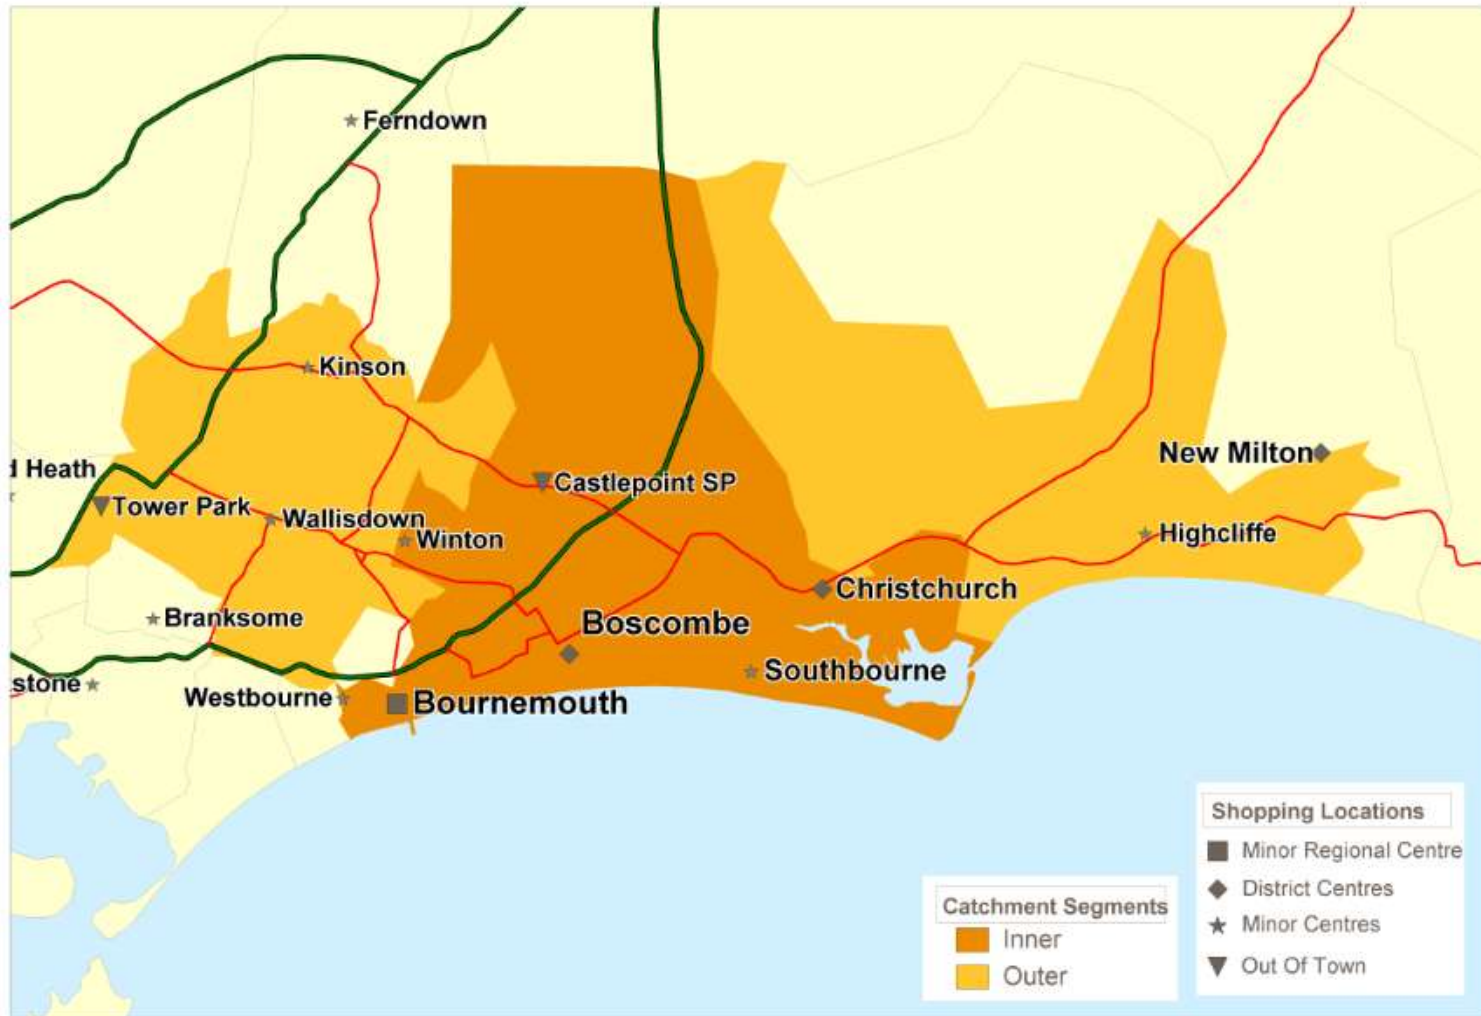 Ferndown
Kinson
d Heath
New Milton
Castlepoint SP
Tower Park
Wallisdown
Winton
Highcliffe
Christchurch
Branksome
Boscombe
Southbourne
stone
Westbourne
Bournemouth
Shopping Locations
Minor Regional Centre
District Centres
Minor Centres
Out Of Town
Catchment Segments
Inner
Outer